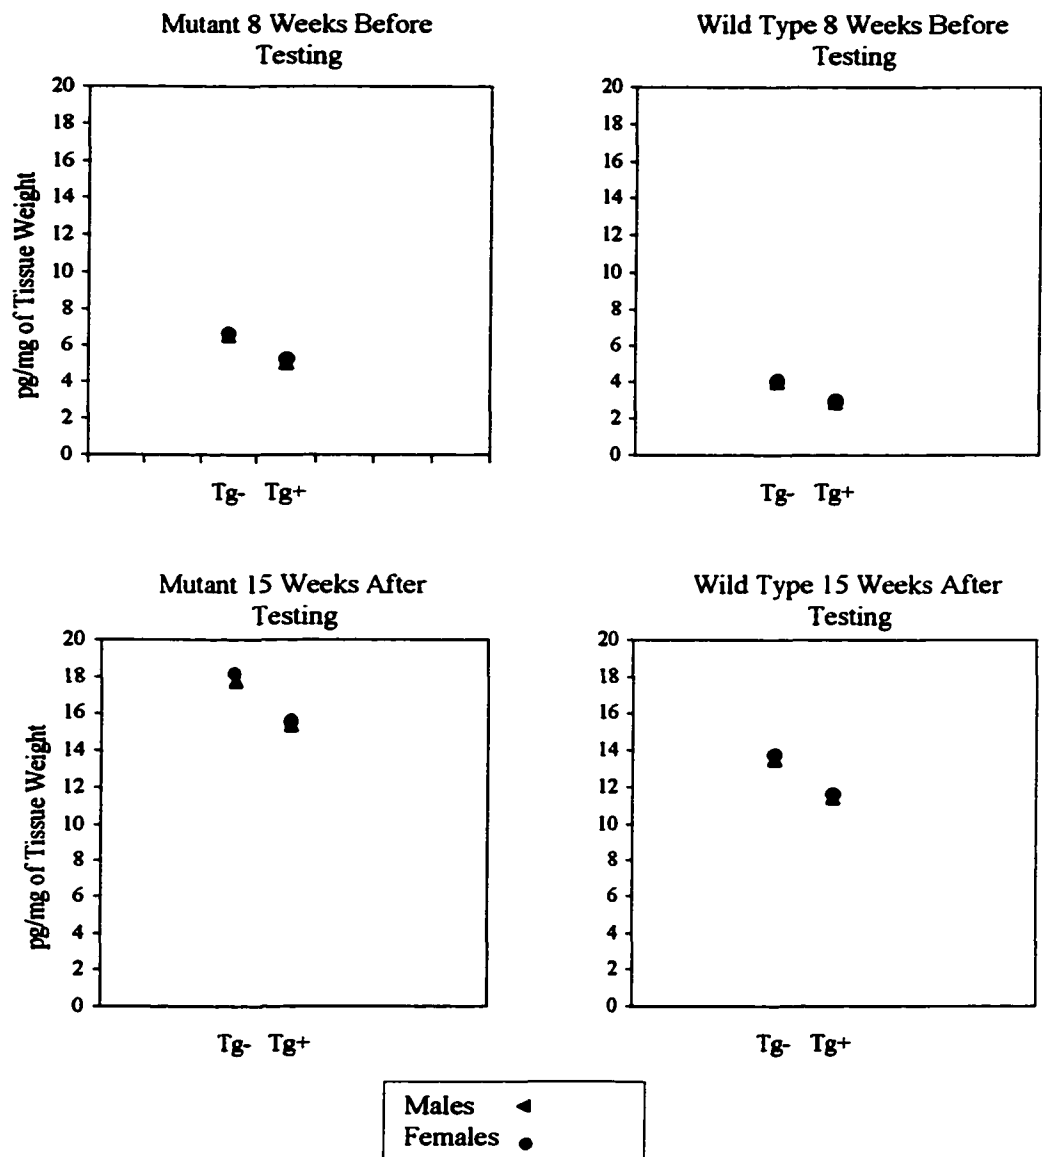 Mutant 8 Weeks Before
Testing
20
18
16
14
12
10
8
6
4
2
0
pg/mg of Tissue Weight
Tg- Tg+
Wild Type 8 Weeks Before
Testing
20
18
16
14
12
10
8
6
4
2
0
Tg- Tg+
Mutant 15 Weeks After
Testing
20
18
16
14
12
10
8
6
4
2
0
pg/mg of Tissue Weight
Tg- Tg+
Wild Type 15 Weeks After
Testing
20
18
16
14
12
10
8
6
4
2
0
Tg- Tg+
Males
Females